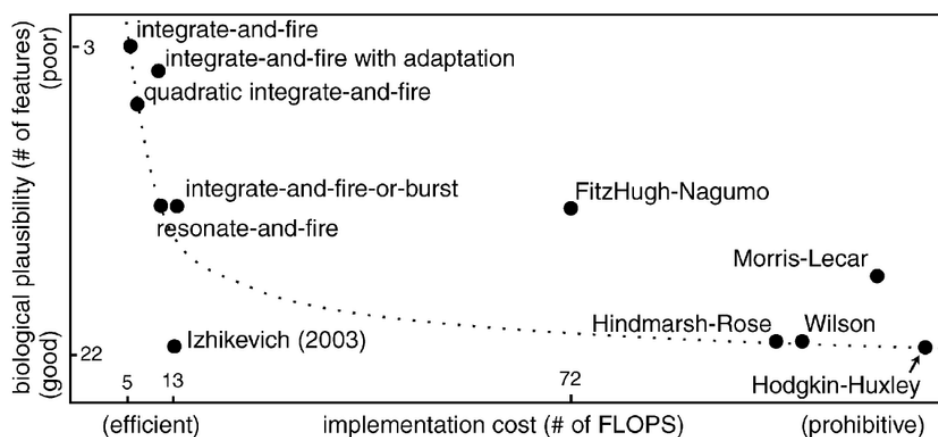 integrate-and-fire
3
integrate-and-fire with adaptation
quadratic integrate-and-fire
biological plausibility (# of features)
(good) (poor)
integrate-and-fire-or-burst
FitzHugh-Nagumo
resonate-and-fire
Morris-Lecar
Hindmarsh-Rose
Wilson
Izhikevich (2003)
22
Hodgkin-Huxley
5 13 72
(efficient) implementation cost (# of FLOPS) (prohibitive)